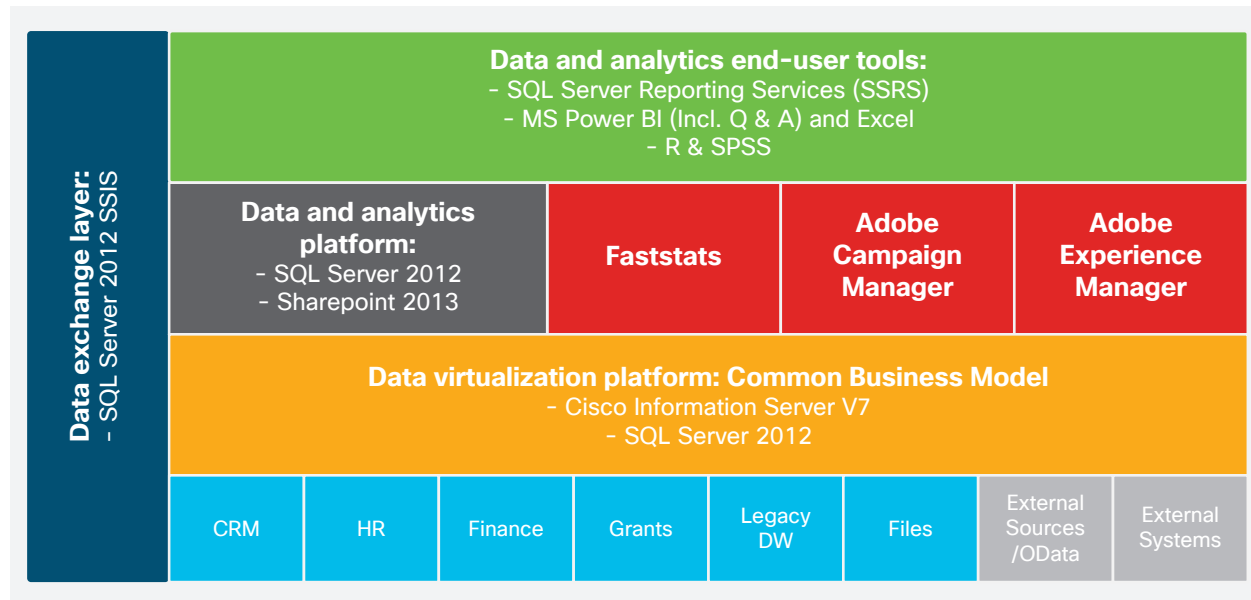 Data exchange layer:
- SQL Server 2012 SSIS
Data and analytics end-user tools:
- SQL Server Reporting Services (SSRS)
- MS Power BI (Incl. Q & A) and Excel
- R & SPSS
Data and analytics
platform:
- SQL Server 2012
- Sharepoint 2013
Faststats
Adobe
Campaign
Manager
Adobe
Experience
Manager
Data virtualization platform: Common Business Model
- Cisco Information Server V7
- SQL Server 2012
CRM
HR
Finance
Grants
Legacy
DW
Files
External
Sources
/OData
External
Systems